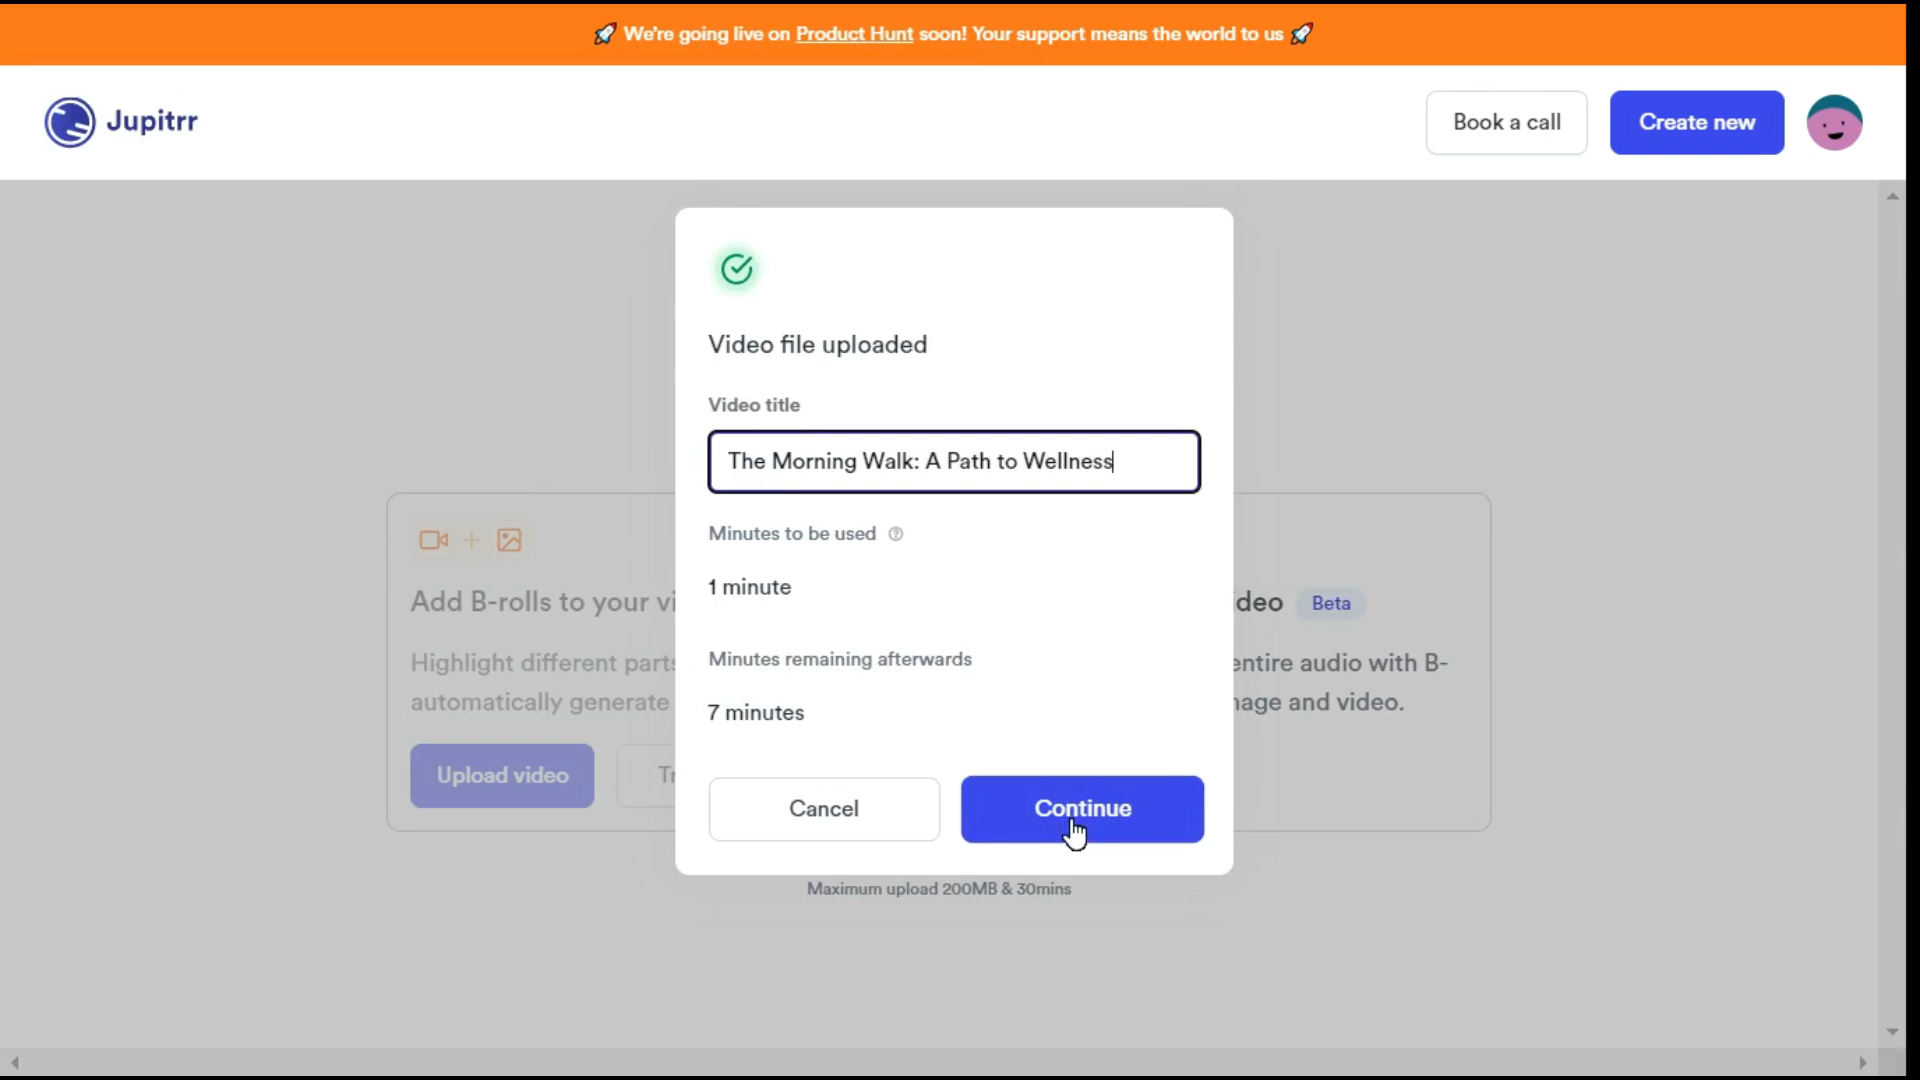 🚀 We're going live on Product Hunt soon! Your support means the world to us 🚀
Jupitrr
Book a call
Create new
Video file uploaded
Video title
The Morning Walk: A Path to Wellness
Minutes to be used
1 minute
Minutes remaining afterwards
7 minutes
Cancel
Continue
Add B-rolls to your vi
Highlight different parts
automatically generate
Upload video
Tr
deo Beta
entire audio with B-
nage and video.
Maximum upload 200MB & 30mins